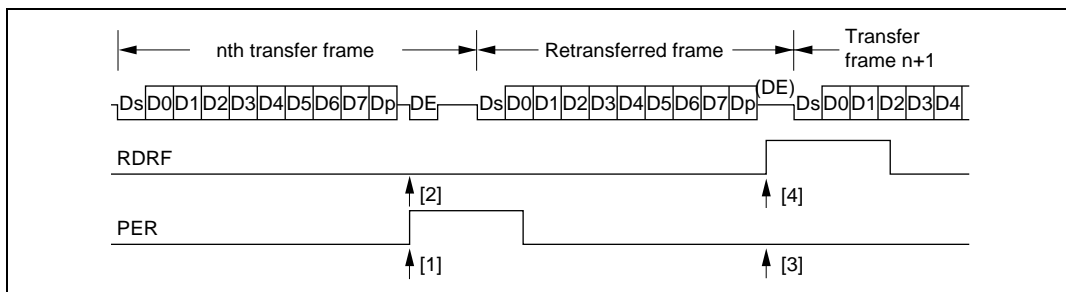 nth transfer frame Retransferred frame Transfer
frame n+1
Ds D0 D1 D2 D3 D4 D5 D6 D7 Dp DE Ds D0 D1 D2 D3 D4 D5 D6 D7 Dp (DE) Ds D0 D1 D2 D3 D4
RDRF
[2] [4]
PER
[1] [3]